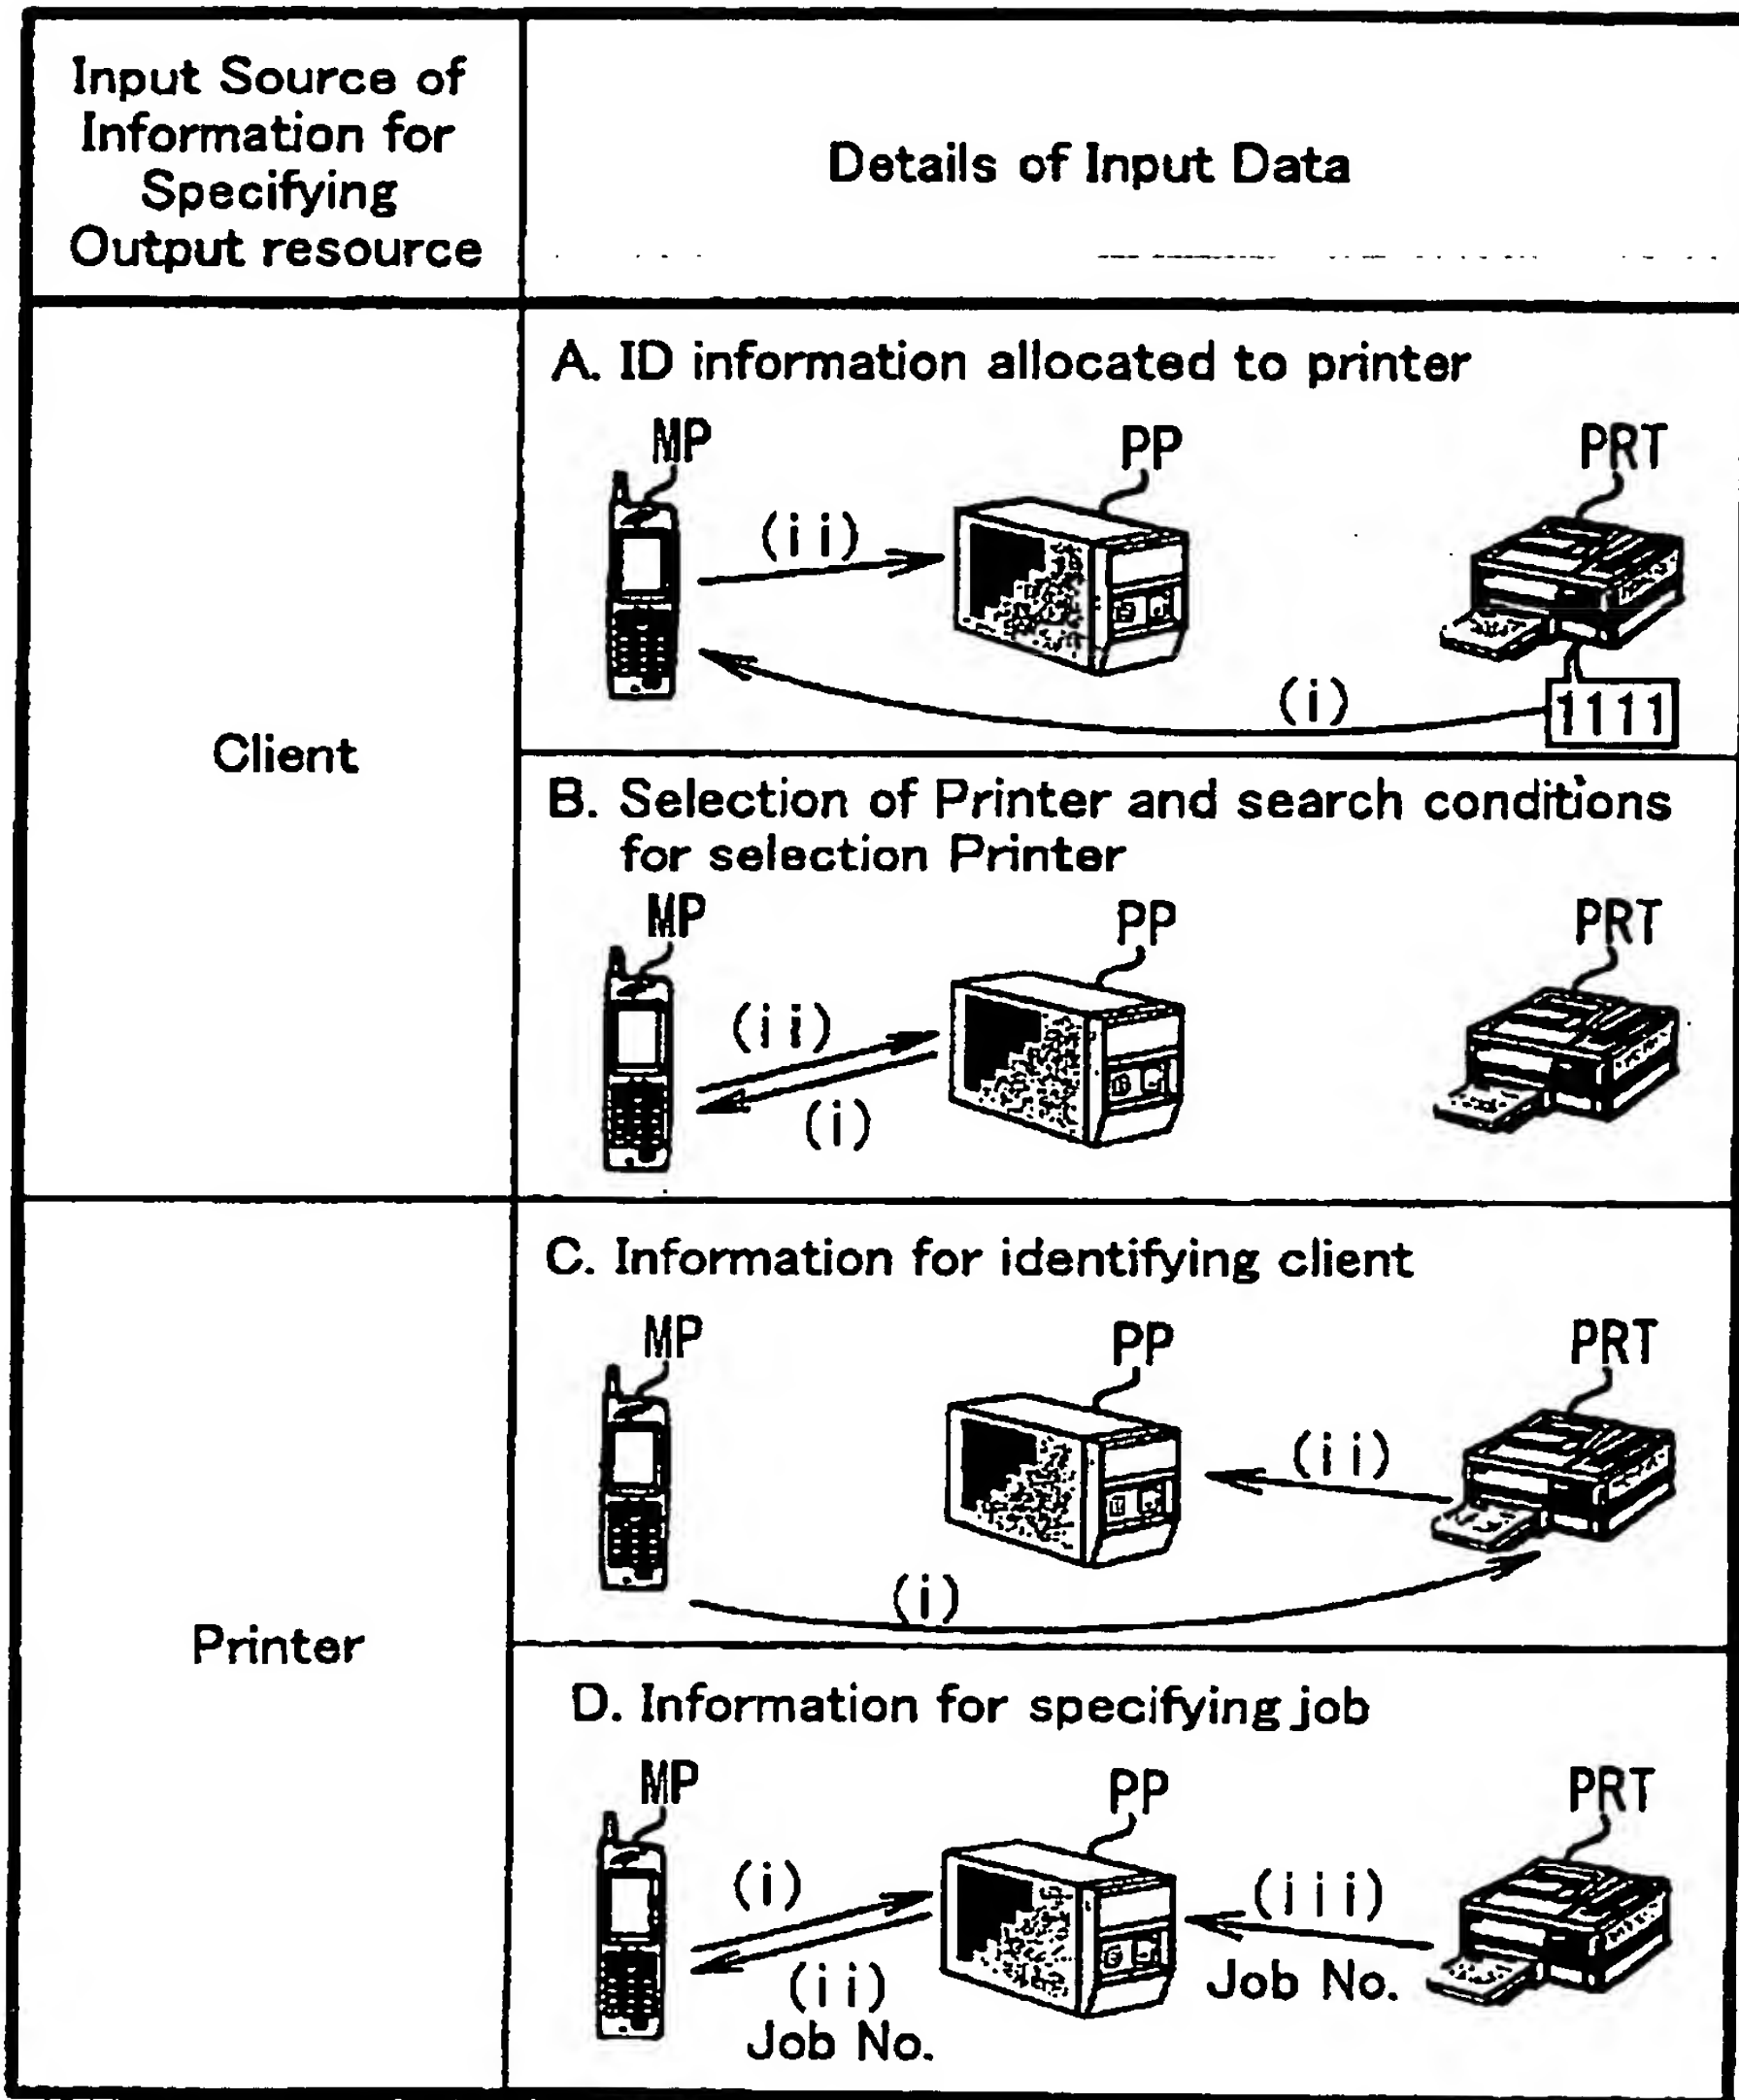 Input Source of
Information for
Specifying
Output resource
Details of Input Data
Client
A. ID information allocated to printer
MP
PP
PRT
(ii)
(i)
1111
B. Selection of Printer and search conditions
for selection Printer
MP
PP
PRT
(ii)
(i)
Printer
C. Information for identifying client
MP
PP
PRT
(ii)
(i)
D. Information for specifying job
MP
PP
PRT
(i)
(iii)
(ii)
Job No.
Job No.